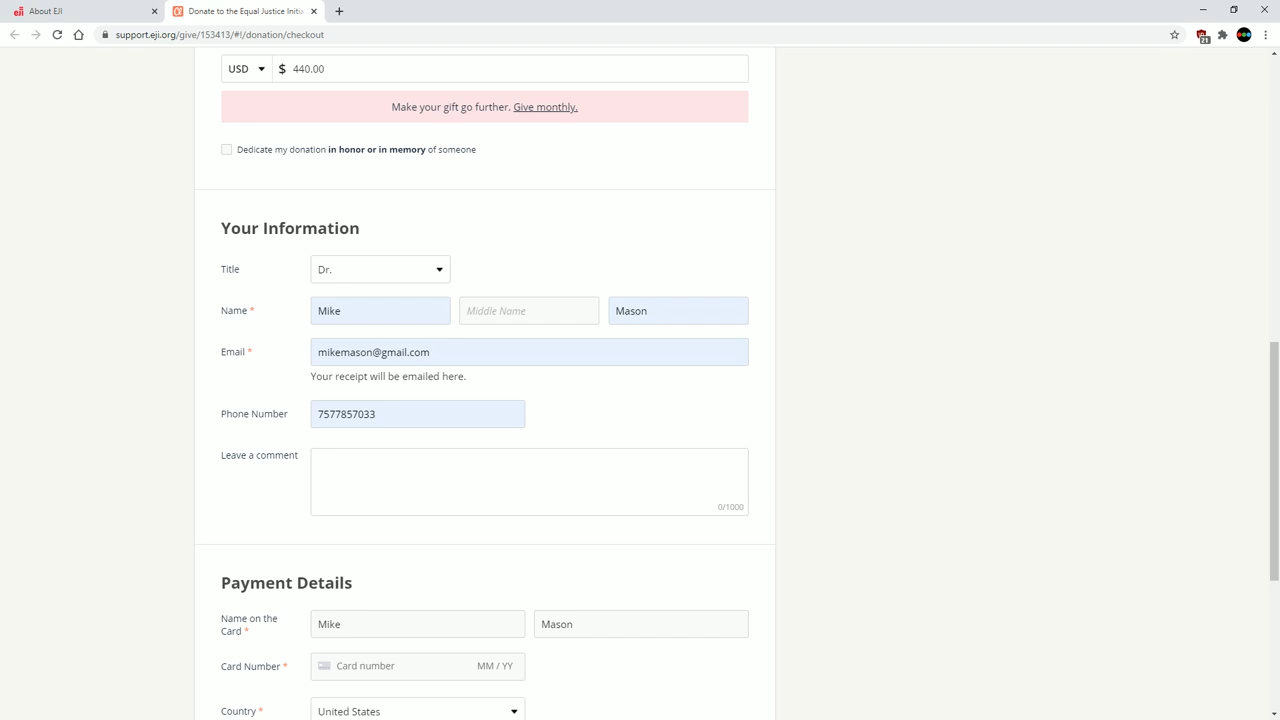 About EJI
Donate to the Equal Justice Initia
support.eji.org/give/153413/#!/donation/checkout
21
USD $ 440.00
Make your gift go further. Give monthly.
Dedicate my donation in honor or in memory of someone
Your Information
Title Dr.
Name * Mike Middle Name Mason
Email * mikemason@gmail.com
Your receipt will be emailed here.
Phone Number 7577857033
Leave a comment
0/1000
Payment Details
Name on the Card * Mike Mason
Card Number * Card number MM / YY
Country * United States